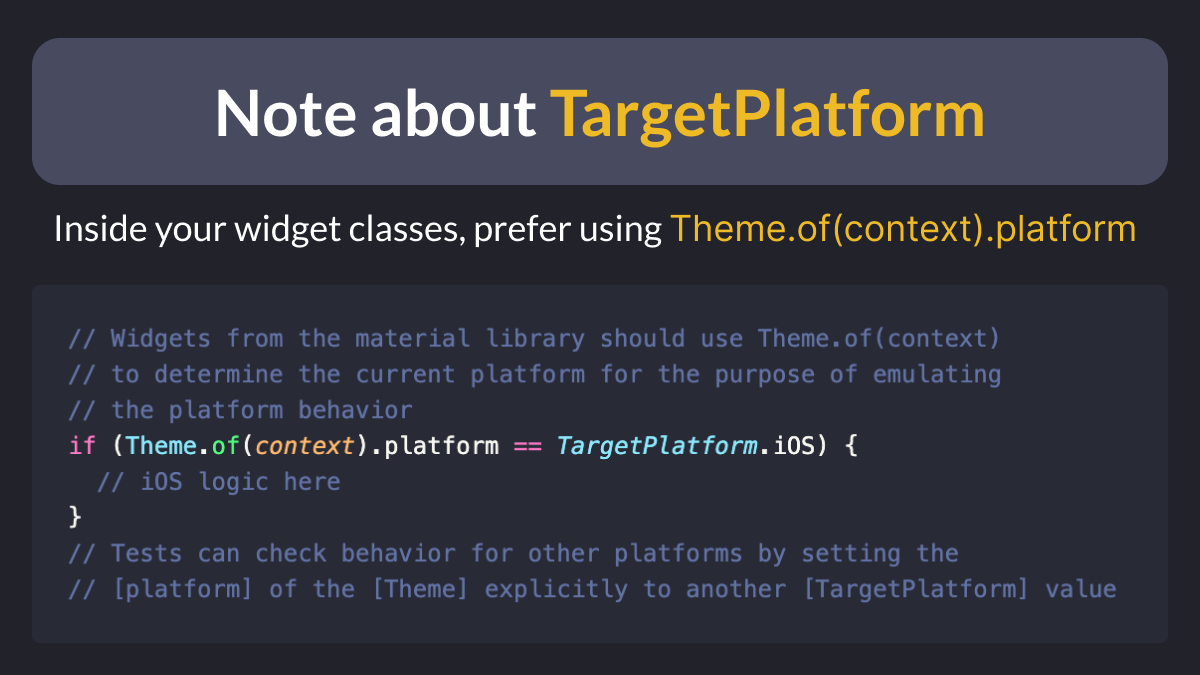 Note about TargetPlatform
Inside your widget classes, prefer using Theme.of(context).platform
// Widgets from the material library should use Theme.of(context)
// to determine the current platform for the purpose of emulating
// the platform behavior
if (Theme.of(context).platform == TargetPlatform.iOS) {
  // iOS logic here
}
// Tests can check behavior for other platforms by setting the
// [platform] of the [Theme] explicitly to another [TargetPlatform] value